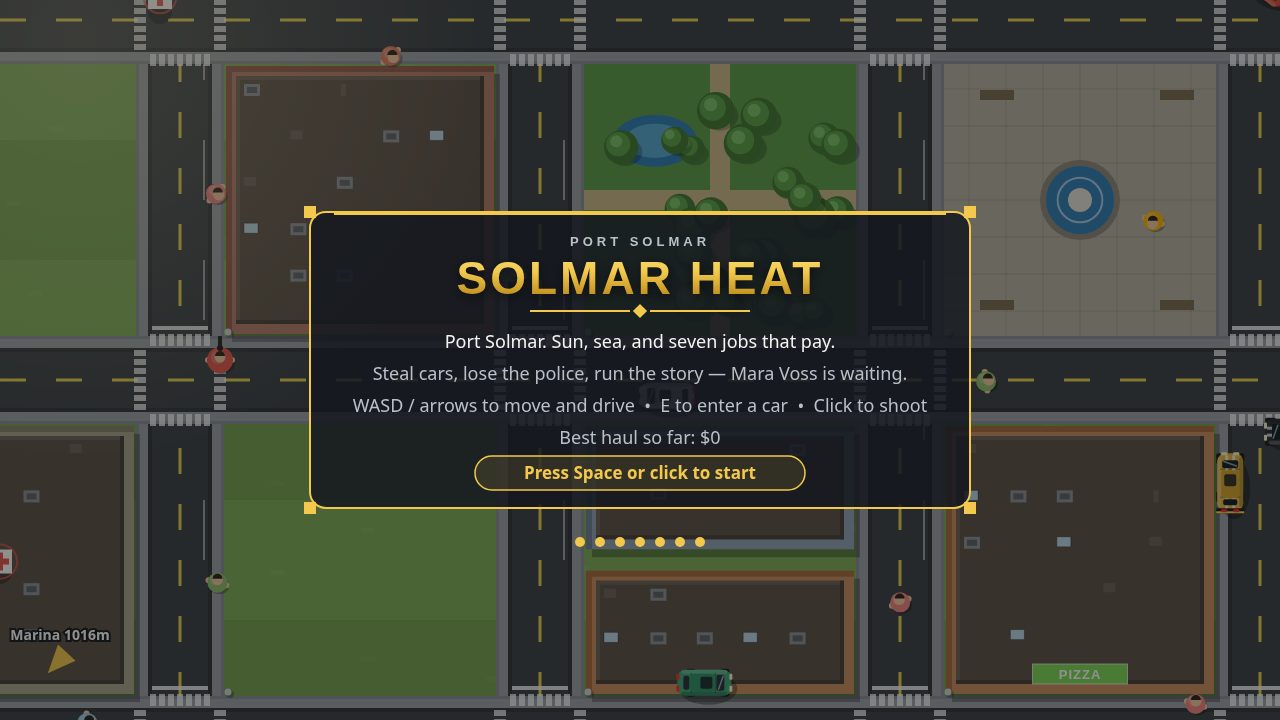 PORT SOLMAR
SOLMAR HEAT
Port Solmar. Sun, sea, and seven jobs that pay.
Steal cars, lose the police, run the story — Mara Voss is waiting.
WASD / arrows to move and drive • E to enter a car • Click to shoot
Best haul so far: $0
Press Space or click to start
Marina 1016m
PIZZA